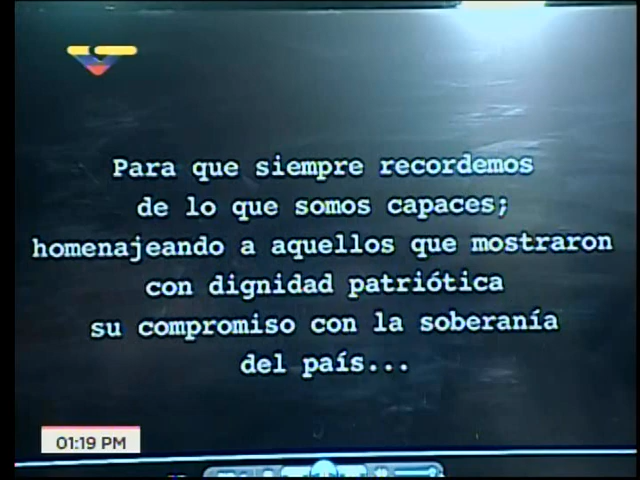 Para que siempre recordemos
de lo que somos capaces;
homenajeando a aquellos que mostraron
con dignidad patriótica
su compromiso con la soberanía
del país...
01:19 PM